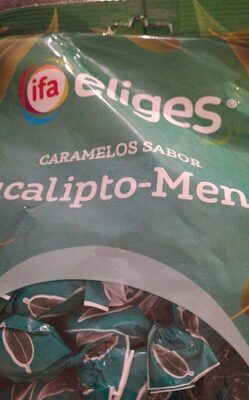 ifa eliges®
CARAMELOS SABOR
calipto-Men